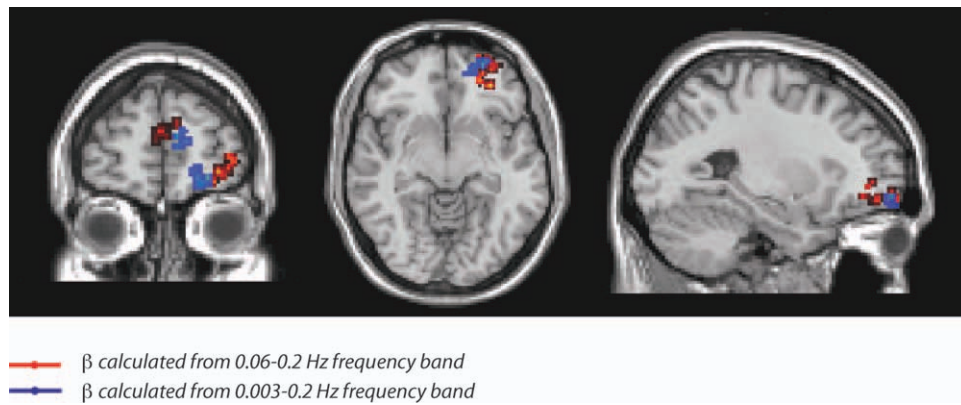 β calculated from 0.06-0.2 Hz frequency band
β calculated from 0.003-0.2 Hz frequency band